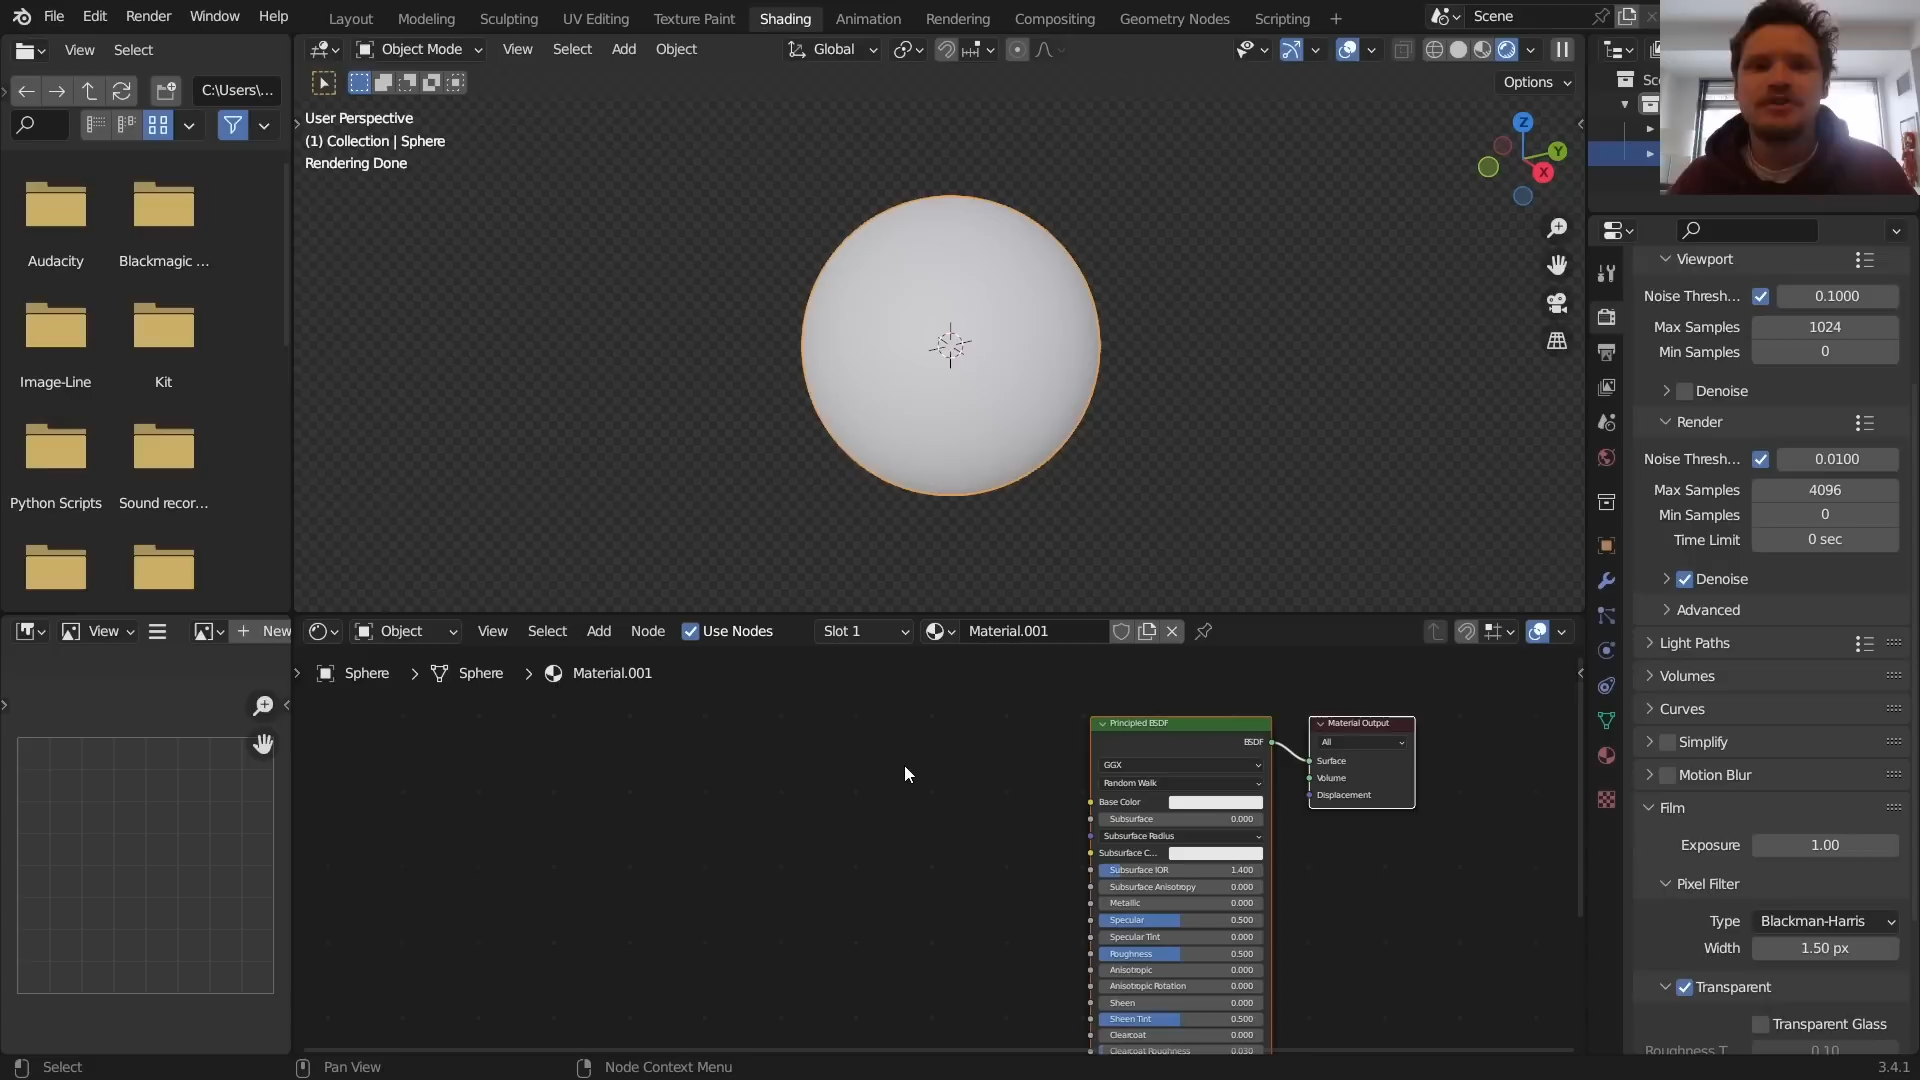 File Edit Render Window Help
Layout Modeling Sculpting UV Editing Texture Paint Shading Animation Rendering Compositing Geometry Nodes Scripting +
Scene
View Select
Object Mode View Select Add Object
Global
C:\Users\...
Options
User Perspective
(1) Collection | Sphere
Rendering Done
Z
Y
X
Audacity Blackmagic ...
Image-Line Kit
Python Scripts Sound recor...
View
New
Object View Select Add Node Use Nodes Slot 1 Material.001
Sphere > Sphere > Material.001
Principled BSDF
BSDF
GGX
Random Walk
Base Color
Subsurface 0.000
Subsurface Radius
Subsurface C...
Subsurface IOR 1.400
Subsurface Anisotropy 0.000
Metallic 0.000
Specular 0.500
Specular Tint 0.000
Roughness 0.500
Anisotropic 0.000
Anisotropic Rotation 0.000
Sheen 0.000
Sheen Tint 0.500
Clearcoat 0.000
Clearcoat Roughness 0.030
Material Output
All
Surface
Volume
Displacement
Viewport
Noise Thresh... 0.1000
Max Samples 1024
Min Samples 0
Denoise
Render
Noise Thresh... 0.0100
Max Samples 4096
Min Samples 0
Time Limit 0 sec
Denoise
Advanced
Light Paths
Volumes
Curves
Simplify
Motion Blur
Film
Exposure 1.00
Pixel Filter
Type Blackman-Harris
Width 1.50 px
Transparent
Transparent Glass
Roughness T... 0.10
Select Pan View Node Context Menu 3.4.1